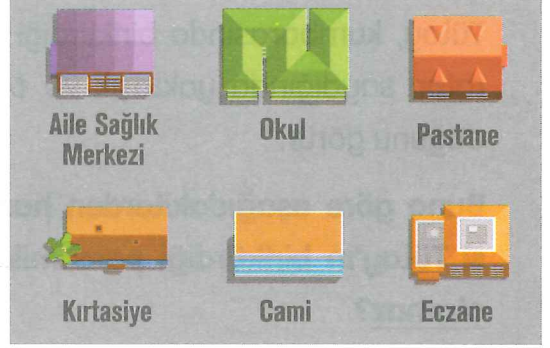 Aile Sağlık
Merkezi
Okul
Pastane
Kırtasiye
Cami
Eczane